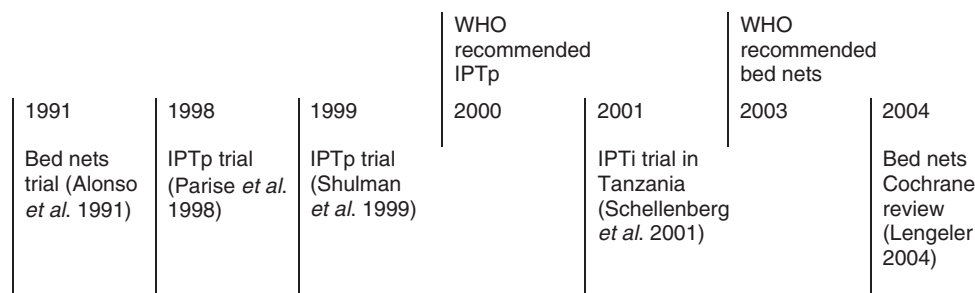 WHO
recommended
IPTp
WHO
recommended
bed nets
1991
1998
1999
2000
2001
2003
2004
Bed nets
trial (Alonso
et al. 1991)
IPTp trial
(Parise et al.
1998)
IPTp trial
(Shulman
et al. 1999)
IPTi trial in
Tanzania
(Schellenberg
et al. 2001)
Bed nets
Cochrane
review
(Lengeler
2004)